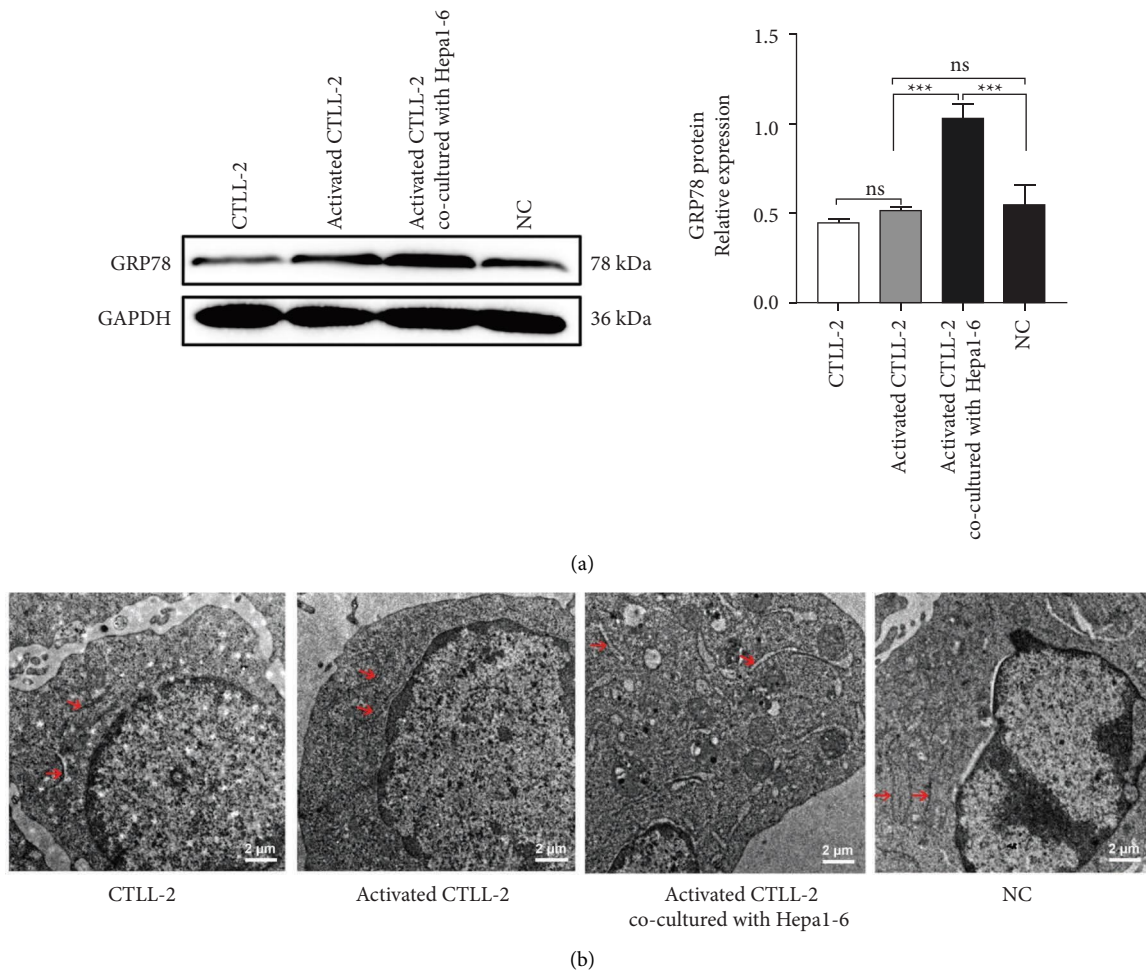 CTLL-2
Activated CTLL-2
Activated CTLL-2
co-cultured with Hepa1-6
NC
GRP78
78 kDa
GAPDH
36 kDa
1.5
1.0
0.5
0.0
GRP78 protein
Relative expression
ns
***
***
ns
CTLL-2
Activated CTLL-2
Activated CTLL-2
co-cultured with Hepa1-6
NC
(a)
2 μm
2 μm
2 μm
2 μm
CTLL-2
Activated CTLL-2
Activated CTLL-2
co-cultured with Hepa1-6
NC
(b)